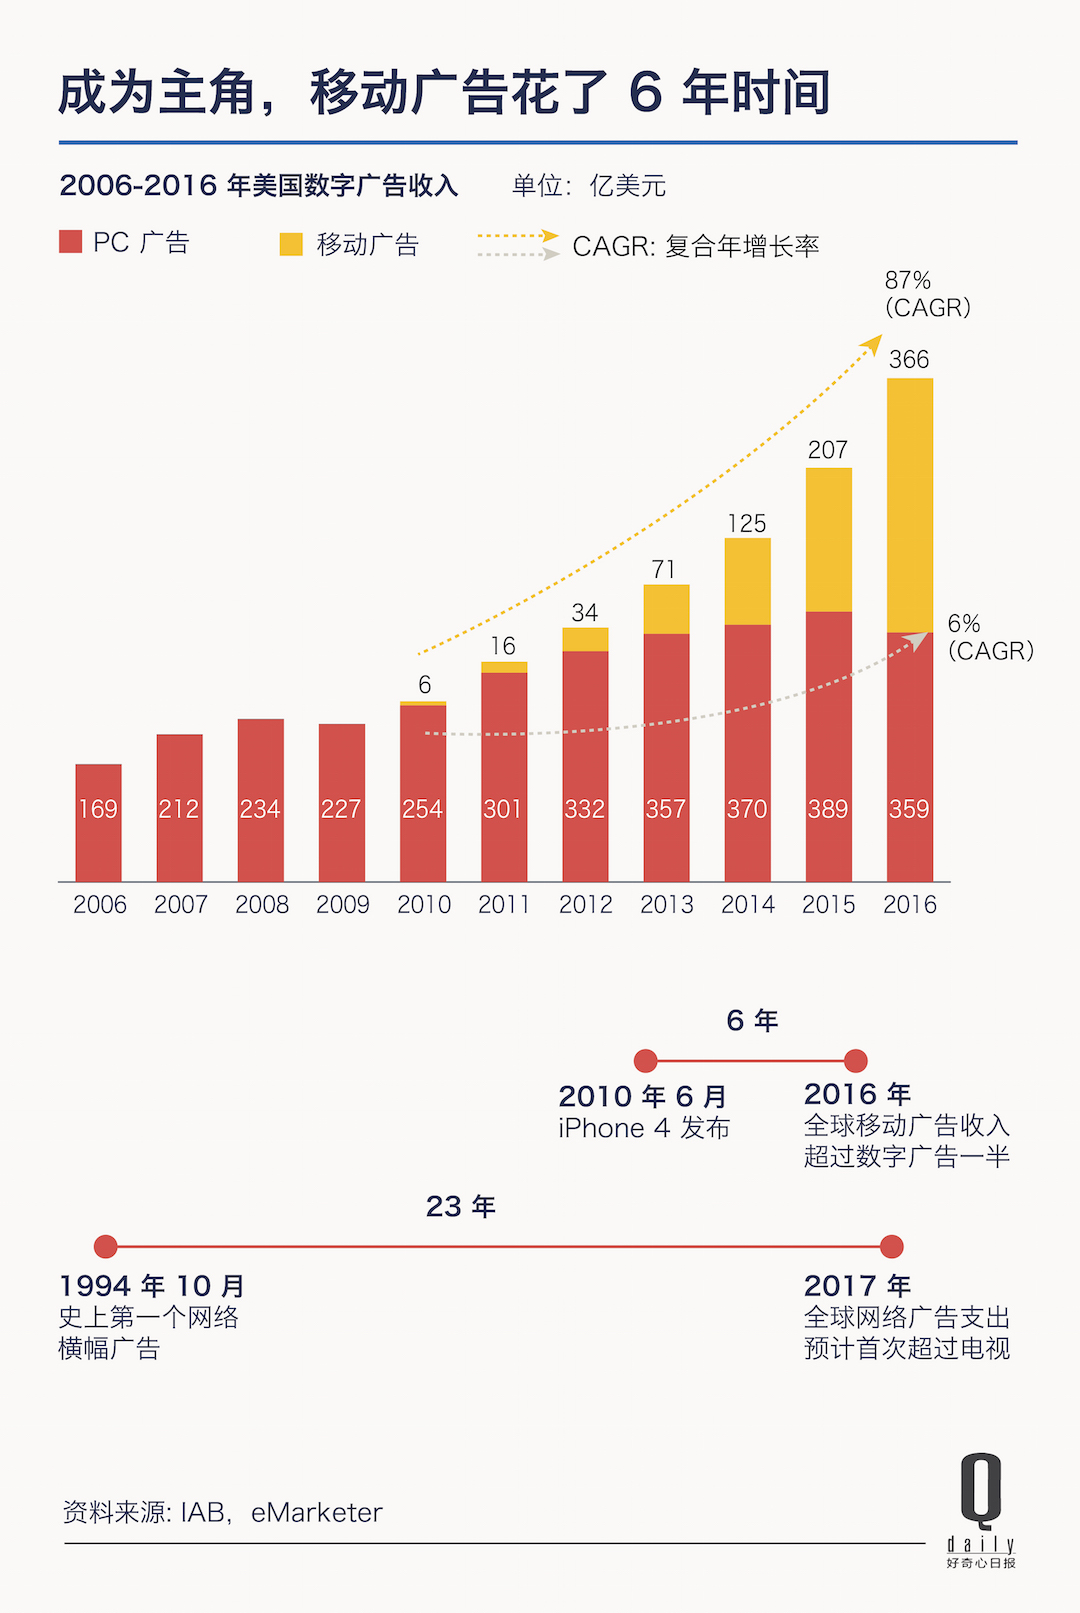 成为主角，移动广告花了 6 年时间
2006-2016 年美国数字广告收入 单位：亿美元
PC 广告 移动广告 CAGR: 复合年增长率
87%
(CAGR)
366
207
125
71
34
16
6
6%
(CAGR)
169 212 234 227 254 301 332 357 370 389 359
2006 2007 2008 2009 2010 2011 2012 2013 2014 2015 2016
6 年
2010 年 6 月
iPhone 4 发布
2016 年
全球移动广告收入
超过数字广告一半
23 年
1994 年 10 月
史上第一个网络
横幅广告
2017 年
全球网络广告支出
预计首次超过电视
资料来源: IAB，eMarketer
Q
daily
好奇心日报